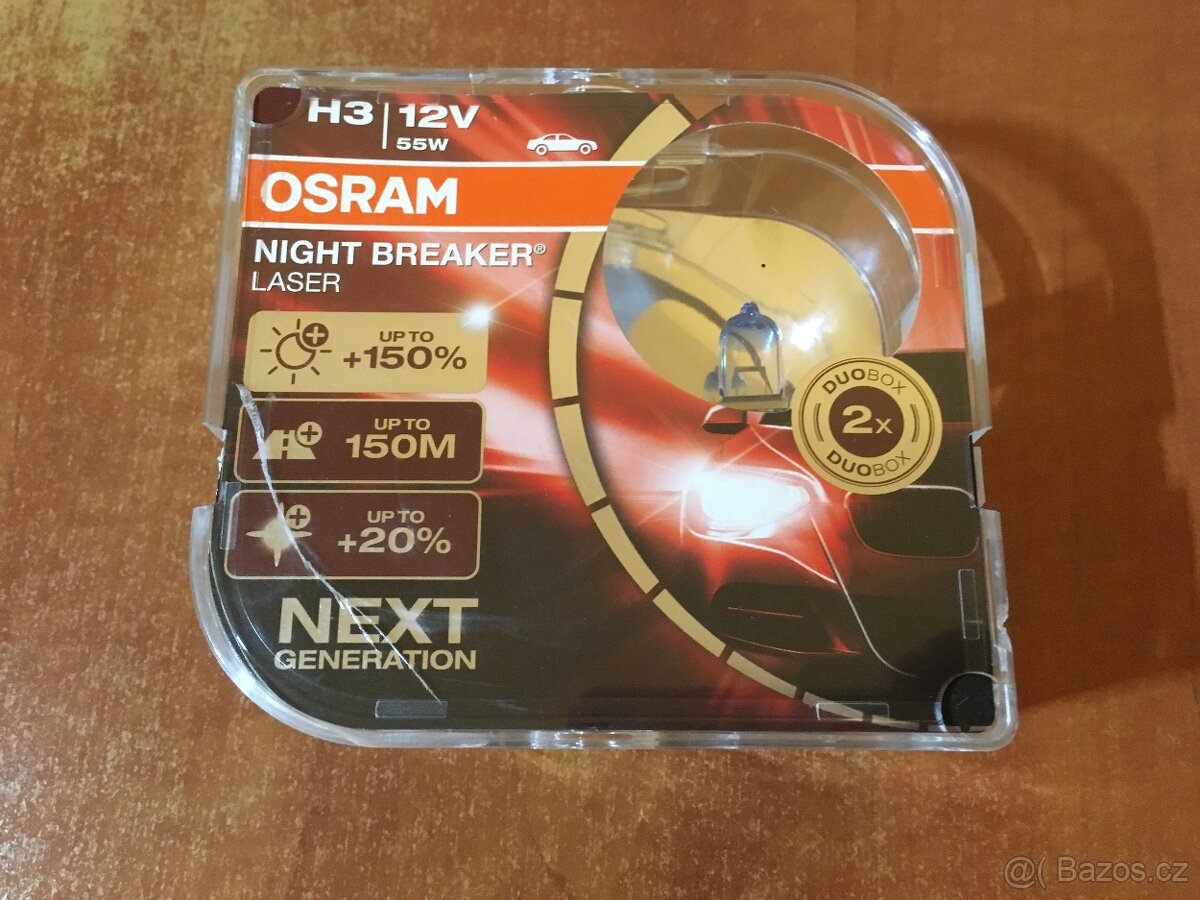 H3 | 12V
55W
OSRAM
NIGHT BREAKER®
LASER
UP TO
+150%
UP TO
150M
UP TO
+20%
NEXT
GENERATION
DUOBOX
2x
DUOBOX
@( Bazos.cz